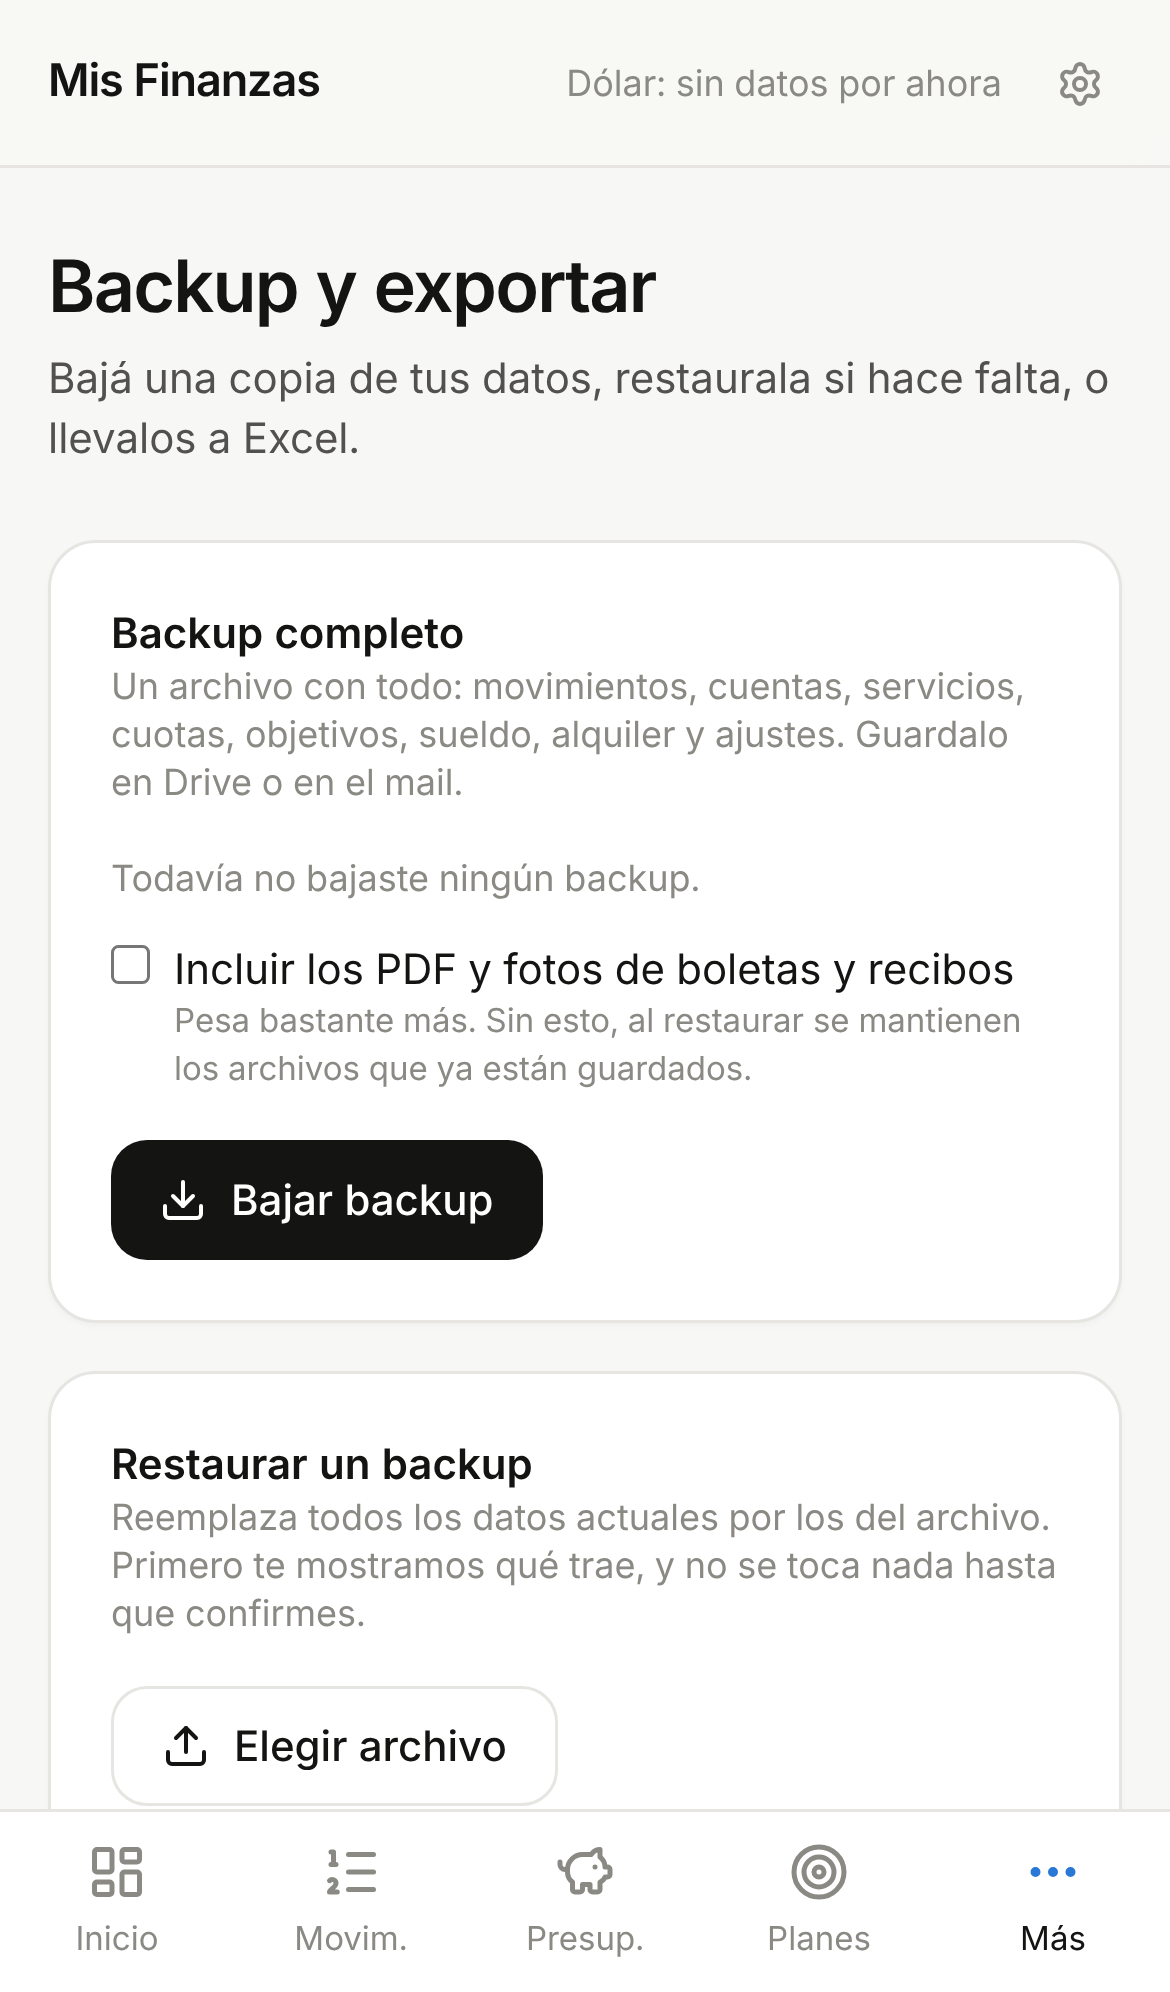 Mis Finanzas
Dólar: sin datos por ahora
Backup y exportar
Bajá una copia de tus datos, restaurala si hace falta, o
llevalos a Excel.
Backup completo
Un archivo con todo: movimientos, cuentas, servicios,
cuotas, objetivos, sueldo, alquiler y ajustes. Guardalo
en Drive o en el mail.
Todavía no bajaste ningún backup.
Incluir los PDF y fotos de boletas y recibos
Pesa bastante más. Sin esto, al restaurar se mantienen
los archivos que ya están guardados.
Bajar backup
Restaurar un backup
Reemplaza todos los datos actuales por los del archivo.
Primero te mostramos qué trae, y no se toca nada hasta
que confirmes.
Elegir archivo
Inicio
Movim.
Presup.
Planes
Más